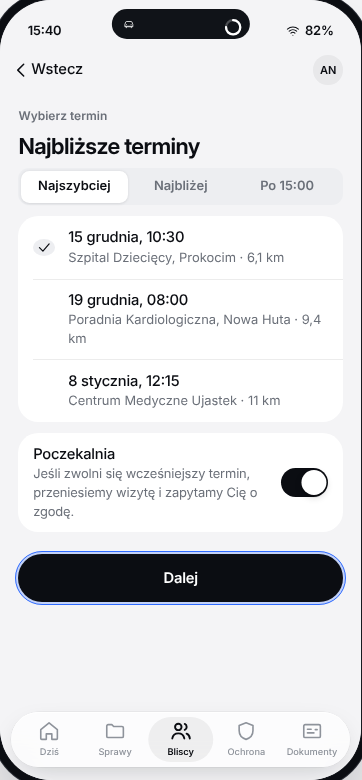 15:40
82%
Wstecz
AN
Wybierz termin
Najbliższe terminy
Najszybciej
Najbliżej
Po 15:00
15 grudnia, 10:30
Szpital Dziecięcy, Prokocim · 6,1 km
19 grudnia, 08:00
Poradnia Kardiologiczna, Nowa Huta · 9,4
km
8 stycznia, 12:15
Centrum Medyczne Ujastek · 11 km
Poczekalnia
Jeśli zwolni się wcześniejszy termin,
przeniesiemy wizytę i zapytamy Cię o
zgodę.
Dalej
Dziś
Sprawy
Bliscy
Ochrona
Dokumenty